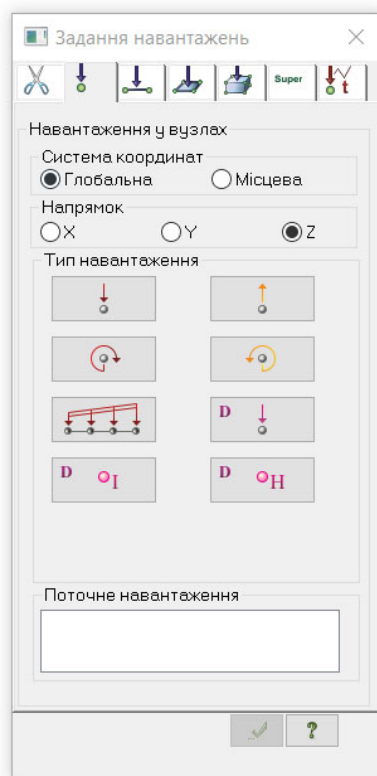 Задання навантажень
Super
t
Навантаження у вузлах
Система координат
Глобальна Місцева
Напрямок
X Y Z
Тип навантаження
D
D I D H
Поточне навантаження
?